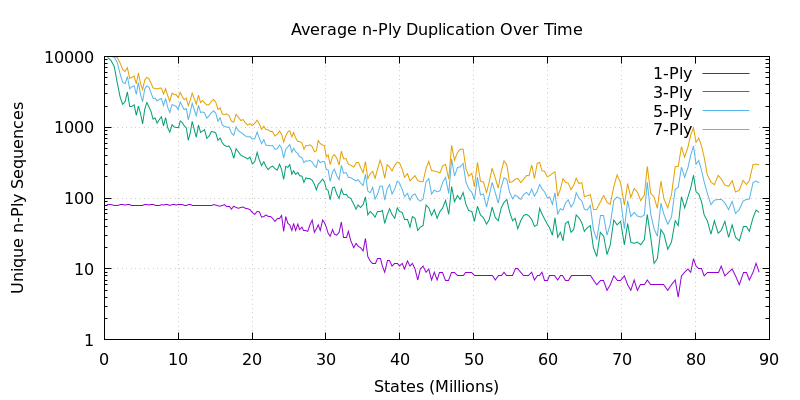 Average n-Ply Duplication Over Time
Unique n-Ply Sequences
10000
1000
100
10
1
1-Ply
3-Ply
5-Ply
7-Ply
0 10 20 30 40 50 60 70 80 90
States (Millions)